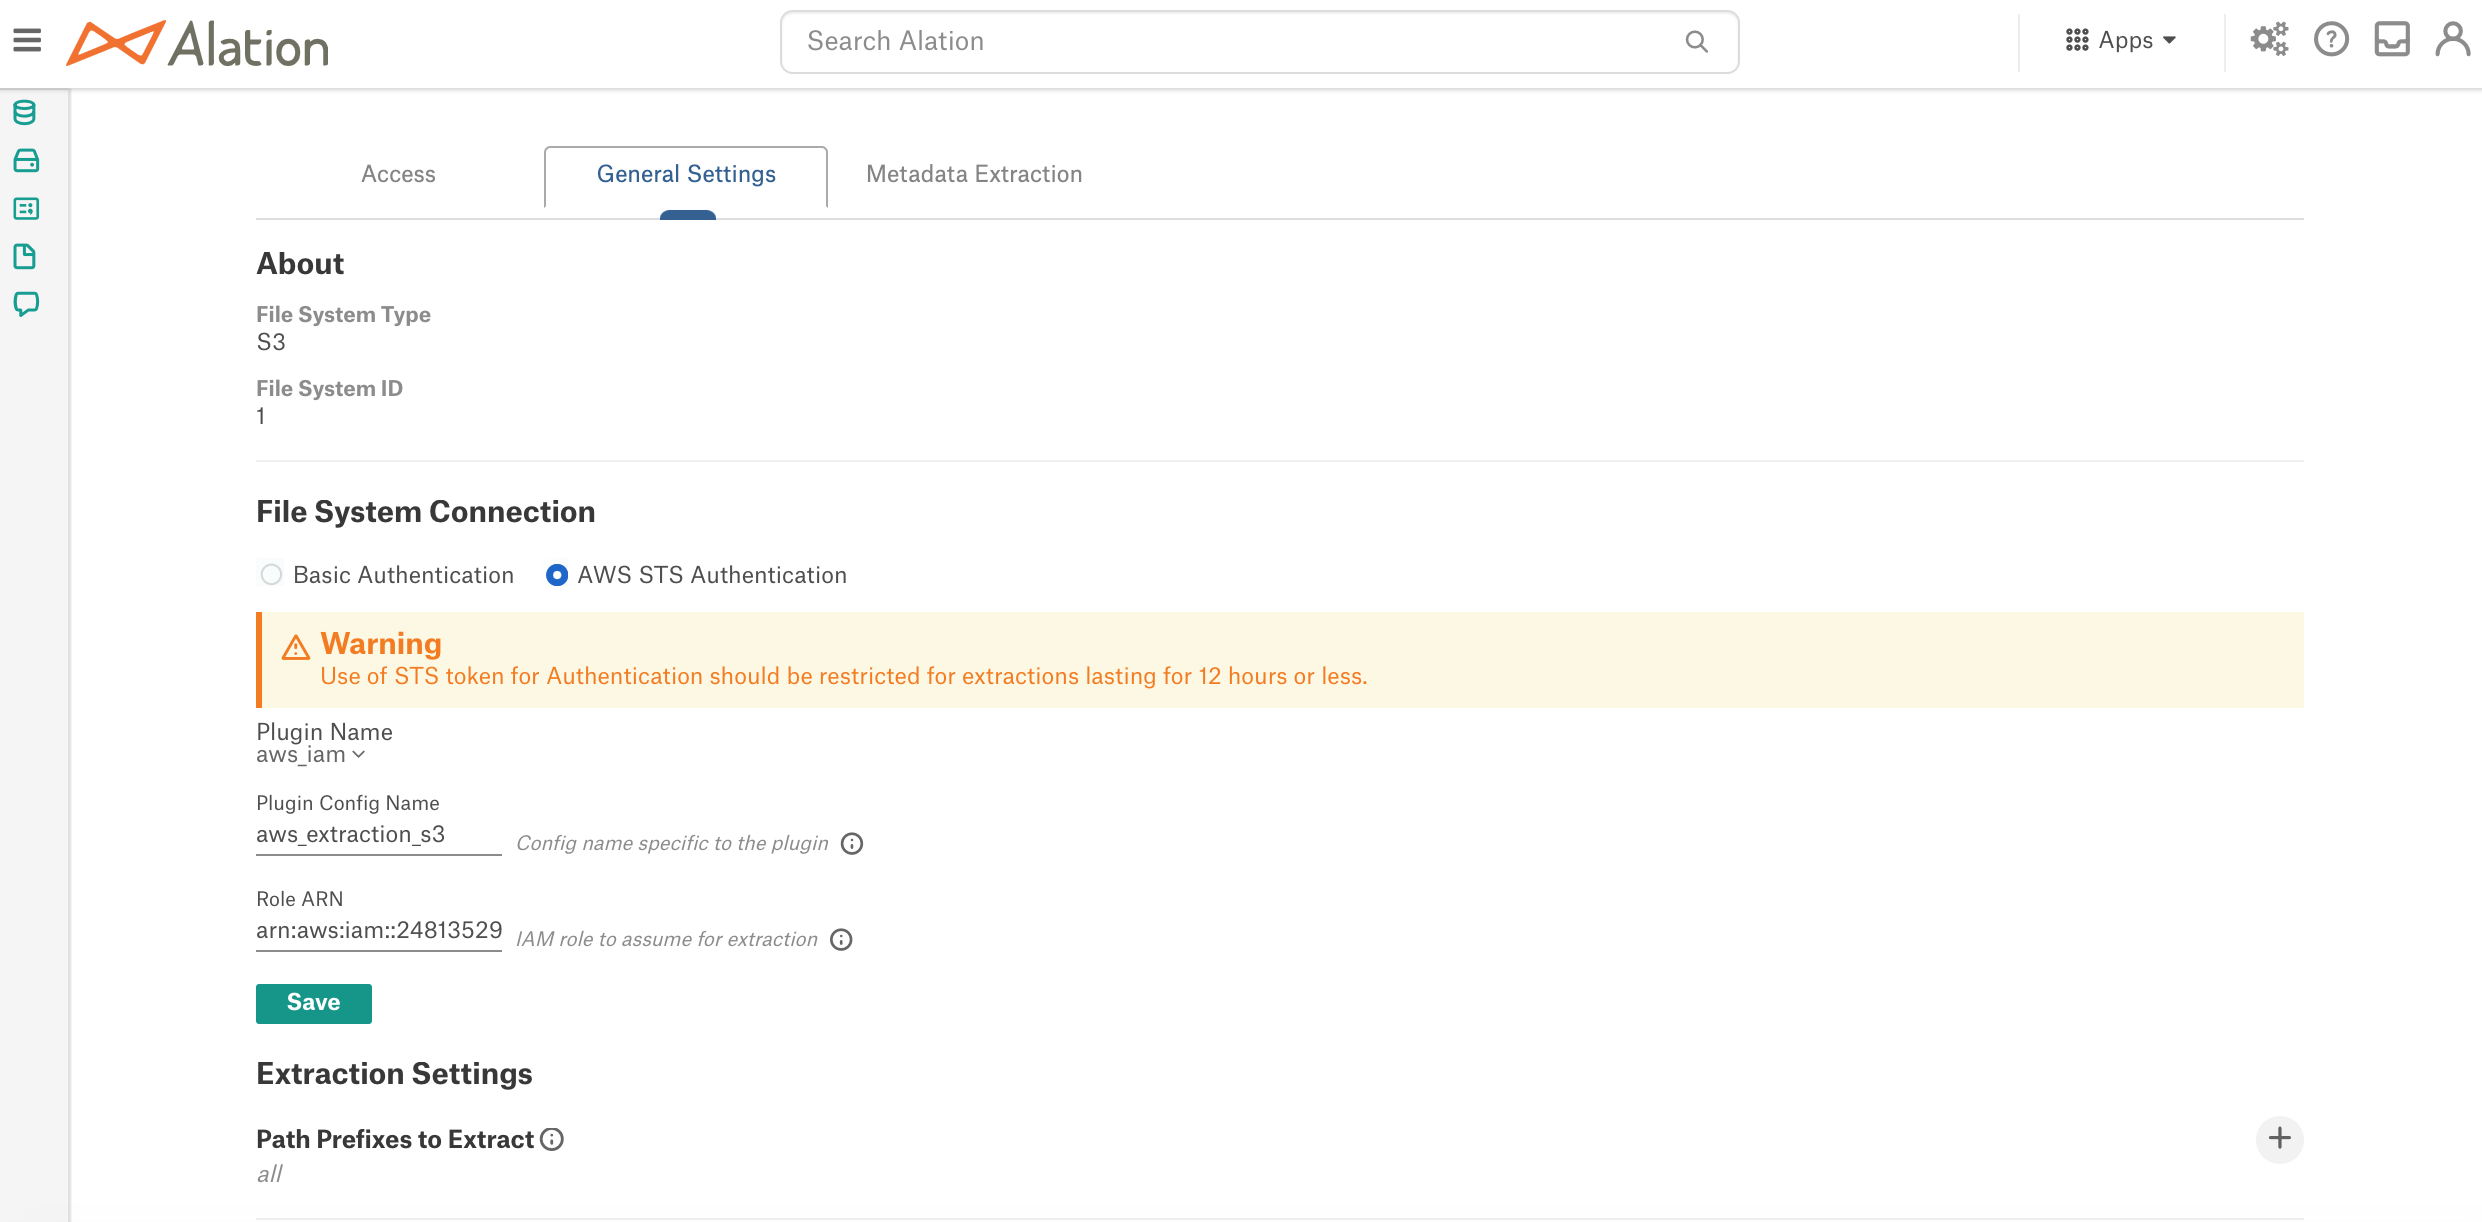 Alation
Search Alation
Apps
Access
General Settings
Metadata Extraction
About
File System Type
S3
File System ID
1
File System Connection
Basic Authentication
AWS STS Authentication
Warning
Use of STS token for Authentication should be restricted for extractions lasting for 12 hours or less.
Plugin Name
aws_iam
Plugin Config Name
aws_extraction_s3
Config name specific to the plugin
Role ARN
arn:aws:iam::24813529
IAM role to assume for extraction
Save
Extraction Settings
Path Prefixes to Extract
all